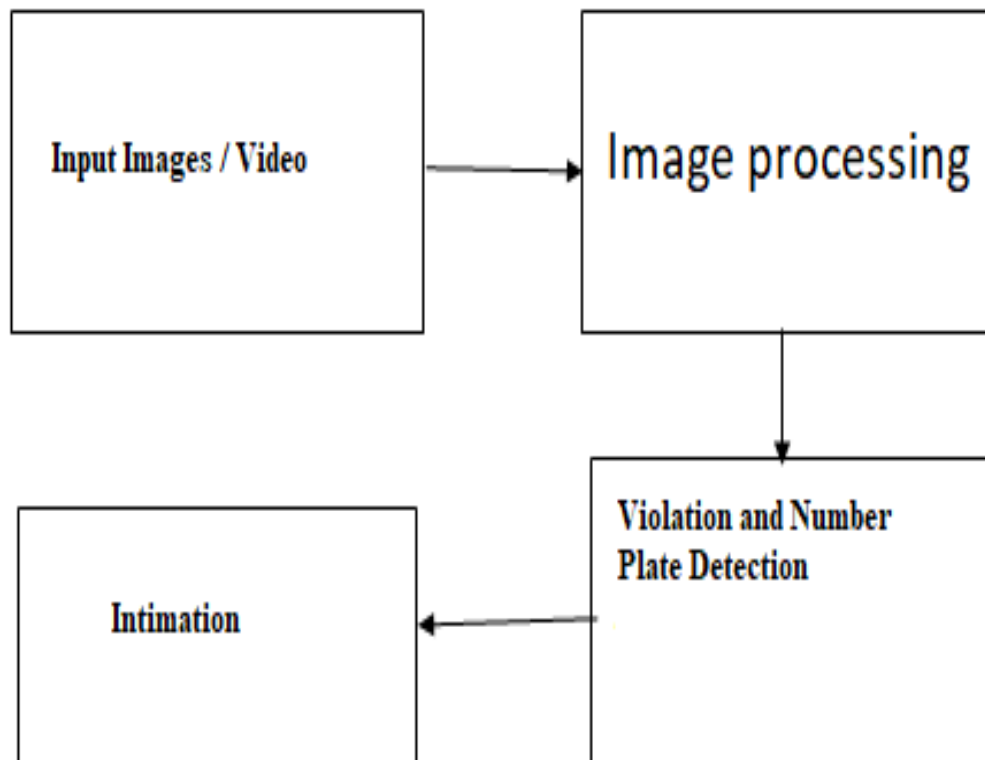 Input Images / Video
Image processing
Violation and Number
Plate Detection
Intimation